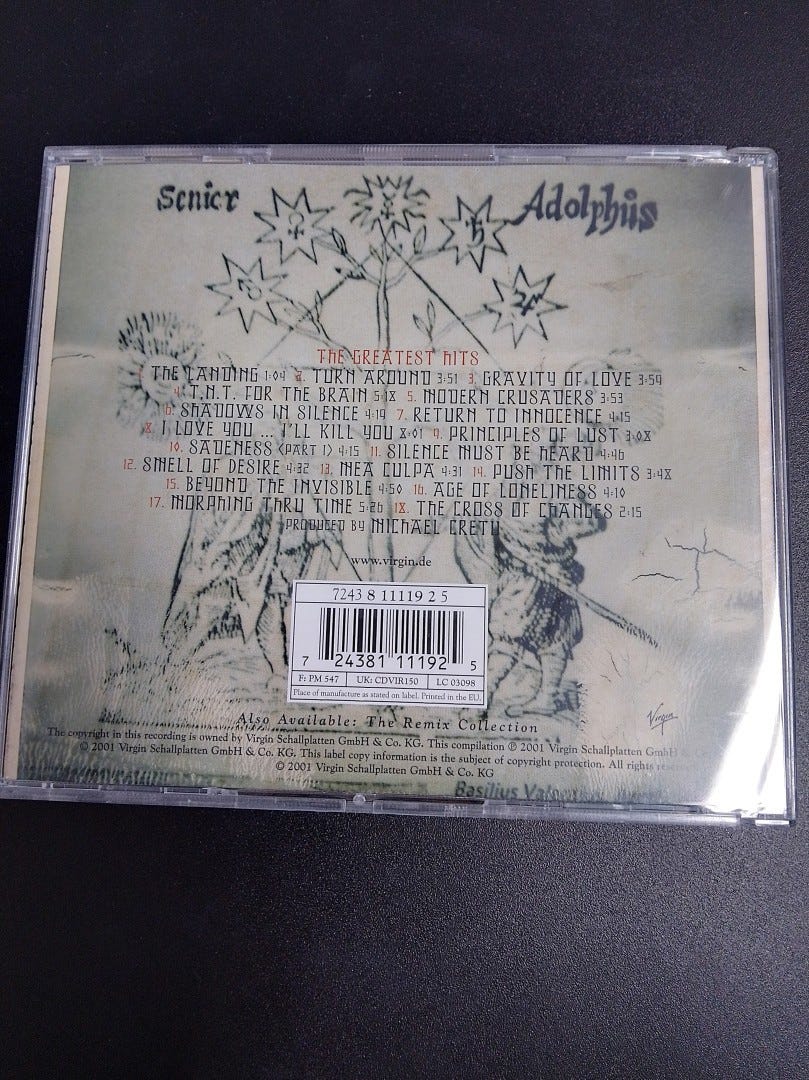 Senior Adolphus
THE GREATEST HITS
1. THE LANDING 1:04 2. TURN AROUND 3:51 3. GRAVITY OF LOVE 3:59
4. T.N.T. FOR THE BRAIN 5:18 5. MODERN CRUSADERS 3:53
6. SHADOWS IN SILENCE 4:19 7. RETURN TO INNOCENCE 4:15
8. I LOVE YOU ... I'LL KILL YOU 8:01 9. PRINCIPLES OF LUST 3:08
10. SADENESS (PART I) 4:15 11. SILENCE MUST BE HEARD 4:46
12. SMELL OF DESIRE 4:32 13. MEA CULPA 4:31 14. PUSH THE LIMITS 3:48
15. BEYOND THE INVISIBLE 4:50 16. AGE OF LONELINESS 4:10
17. MORPHING THRU TIME 5:26 18. THE CROSS OF CHANGES 2:15
PRODUCED BY MICHAEL CRETU
www.virgin.de
7243 8 11119 2 5
7 24381 11192 5
F: PM 547 UK: CDVIR150 LC 03098
Place of manufacture as stated on label. Printed in the EU.
Also Available: The Remix Collection
Virgin
The copyright in this recording is owned by Virgin Schallplatten GmbH & Co. KG. This compilation ℗ 2001 Virgin Schallplatten GmbH &
© 2001 Virgin Schallplatten GmbH & Co. KG. This label copy information is the subject of copyright protection. All rights
© 2001 Virgin Schallplatten GmbH & Co. KG
Basilius